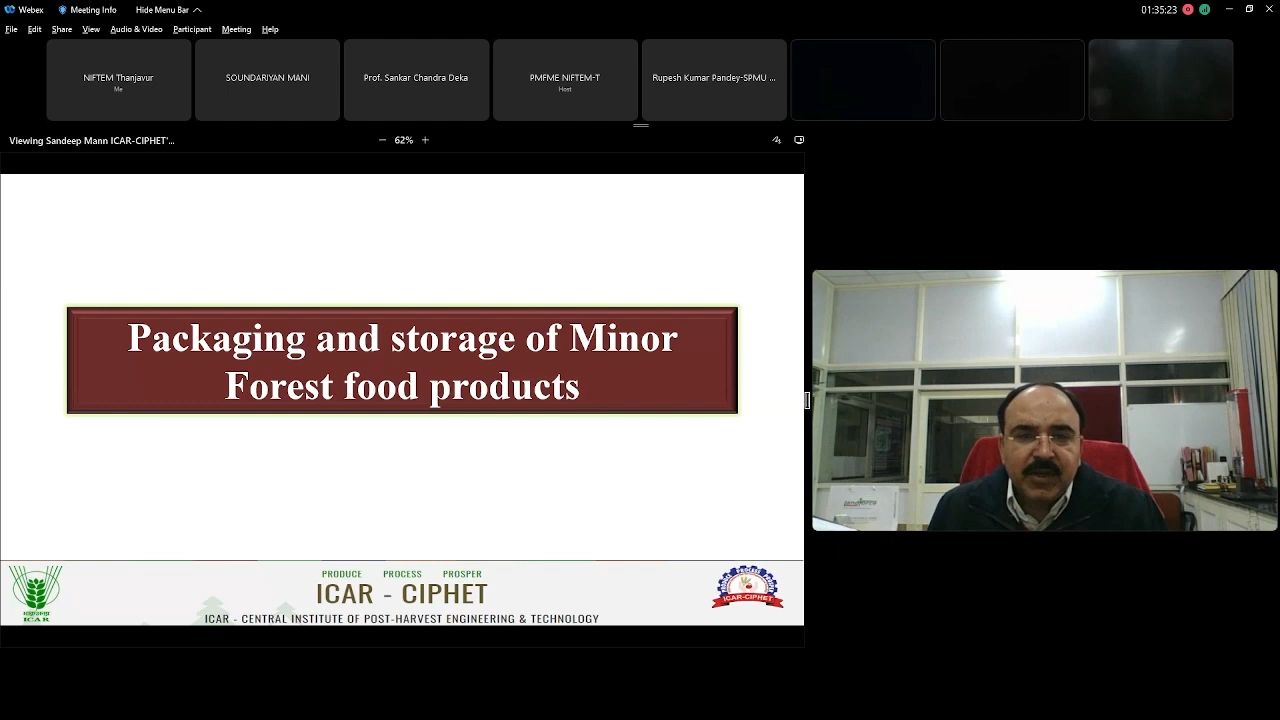 Webex
Meeting Info
Hide Menu Bar
01:35:23
File Edit Share View Audio & Video Participant Meeting Help
NIFTEM Thanjavur
Me
SOUNDARIYAN MANI
Prof. Sankar Chandra Deka
PMFME NIFTEM-T
Host
Rupesh Kumar Pandey-SPMU ...
Viewing Sandeep Mann ICAR-CIPHET'...
62%
Packaging and storage of Minor
Forest food products
PRODUCE PROCESS PROSPER
ICAR - CIPHET
ICAR - CENTRAL INSTITUTE OF POST-HARVEST ENGINEERING & TECHNOLOGY
ICAR
PRODUCE PROCESS PROSPER
ICAR-CIPHET